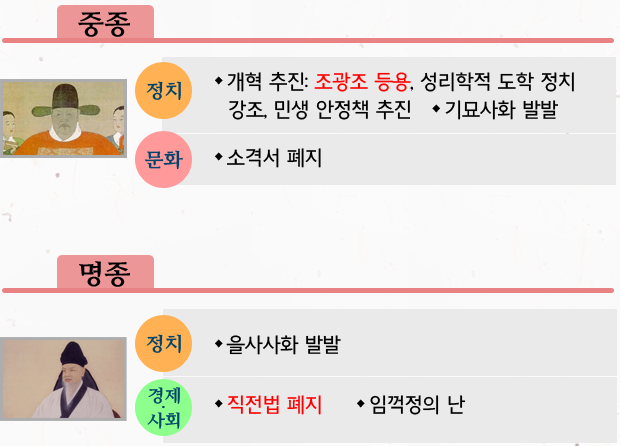 중종
정치
◆ 개혁 추진: 조광조 등용, 성리학적 도학 정치
강조, 민생 안정책 추진 ◆ 기묘사화 발발
문화
◆ 소격서 폐지
명종
정치
◆ 을사사화 발발
경제
·
사회
◆ 직전법 폐지 ◆ 임꺽정의 난